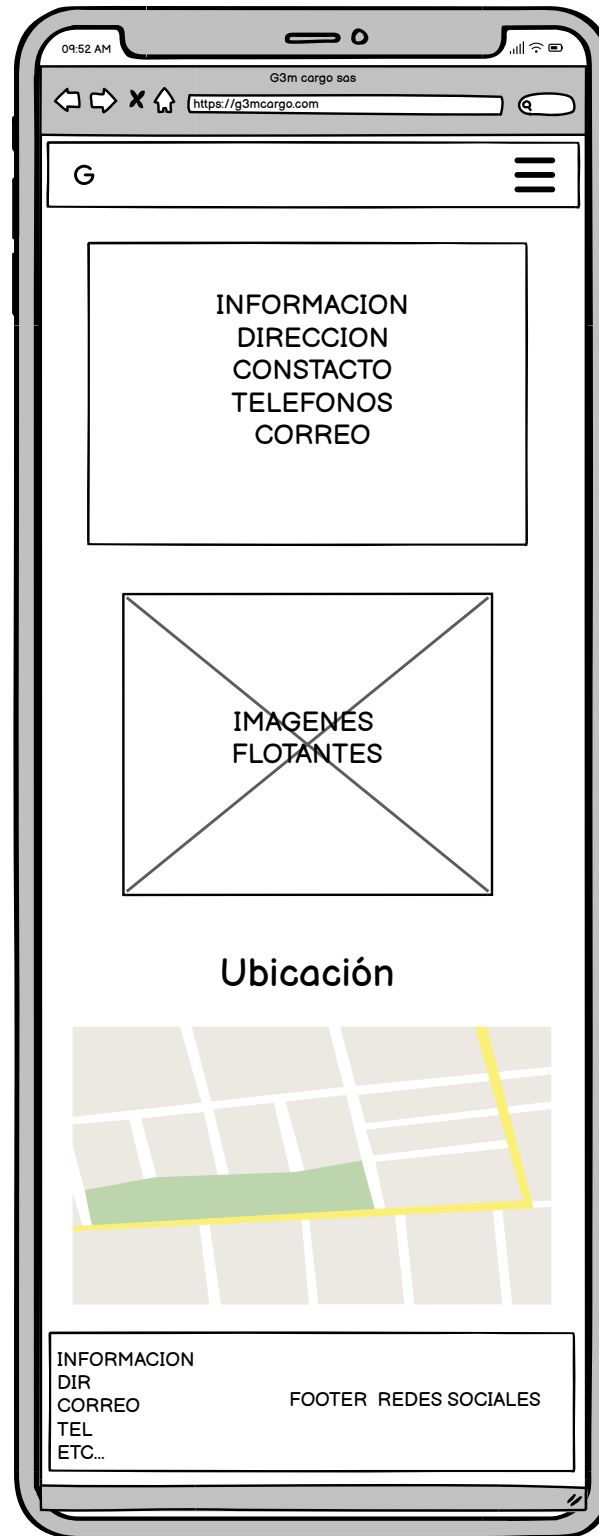 09:52 AM
G3m cargo sas
https://g3mcargo.com
G
INFORMACION
DIRECCION
CONSTACTO
TELEFONOS
CORREO
IMAGENES
FLOTANTES
Ubicación
INFORMACION
DIR
CORREO
TEL
ETC...
FOOTER REDES SOCIALES